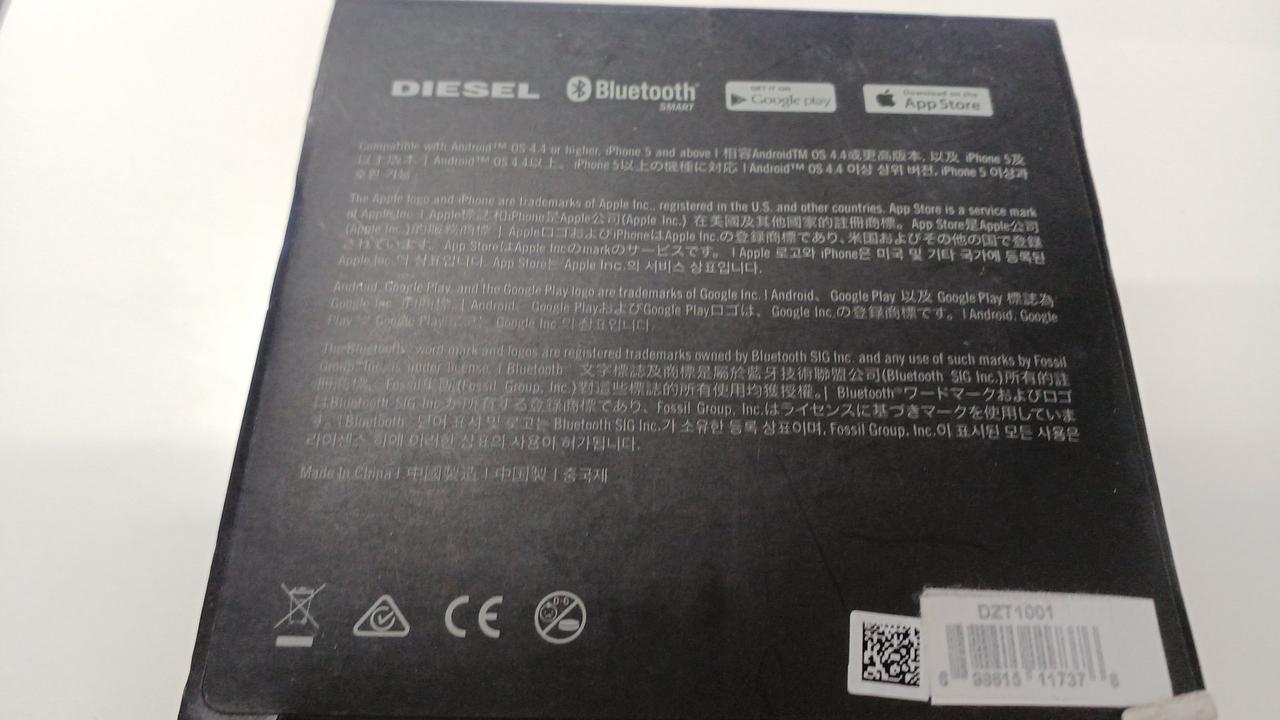 DIESEL Bluetooth® SMART GET IT ON Google play Download on the App Store
Compatible with Android™ OS 4.4 or higher, iPhone 5 and above | 相容AndroidTM OS 4.4或更高版本, 以及 iPhone 5及
以上版本 | Android™ OS 4.4以上、 iPhone 5以上の機種に対応 | Android™ OS 4.4 이상 상위 버전, iPhone 5 이상과
호환 가능
The Apple logo and iPhone are trademarks of Apple Inc., registered in the U.S. and other countries. App Store is a service mark
of Apple Inc. | Apple標誌 和iPhone是Apple公司(Apple Inc.) 在美國及其他國家的註冊商標。App Store是Apple公司
(Apple Inc.)的服務商標 | AppleロゴおよびiPhoneはApple Inc.の登録商標であり、米国およびその他の国で登録
されています。 App StoreはApple Incのmarkのサービスです。 | Apple 로고와 iPhone은 미국 및 기타 국가에 등록된
Apple Inc.의 상표입니다. App Store는 Apple Inc.의 서비스 상표입니다.
Android, Google Play, and the Google Play logo are trademarks of Google Inc. | Android、 Google Play 以及 Google Play 標誌為
Google Inc. 的商標 | Android、 Google PlayおよびGoogle Playロゴは、Google Inc.の登録商標です。 | Android, Google
Play 및 Google Play 로고는 Google Inc.의 상표입니다.
The Bluetooth® word mark and logos are registered trademarks owned by Bluetooth SIG Inc. and any use of such marks by Fossil
Group, Inc. is under license. | Bluetooth® 文字標誌及商標是屬於藍牙技術聯盟公司(Bluetooth SIG Inc.)所有的註
冊商標。 Fossil集團(Fossil Group, Inc.)對這些標誌的所有使用均獲授權。| Bluetooth®ワードマークおよびロゴ
はBluetooth SIG Inc.が所有する登録商標であり、Fossil Group, Inc.はライセンスに基づきマークを使用していま
す。 | Bluetooth® 단어 표시 및 로고는 Bluetooth SIG Inc.가 소유한 등록 상표이며, Fossil Group, Inc.이 표시된 모든 사용은
라이센스 하에 이러한 상표의 사용이 허가됩니다.
Made In China | 中國製造 | 中国製 | 중국재
CE
DZT1001
6 98615 11737 8